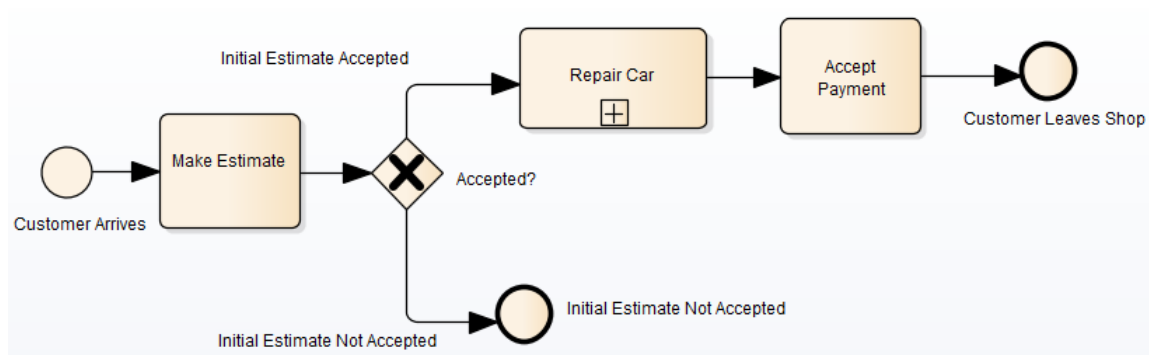 Initial Estimate Accepted
Repair Car
Accept
Payment
Customer Leaves Shop
Make Estimate
Accepted?
Customer Arrives
Initial Estimate Not Accepted
Initial Estimate Not Accepted